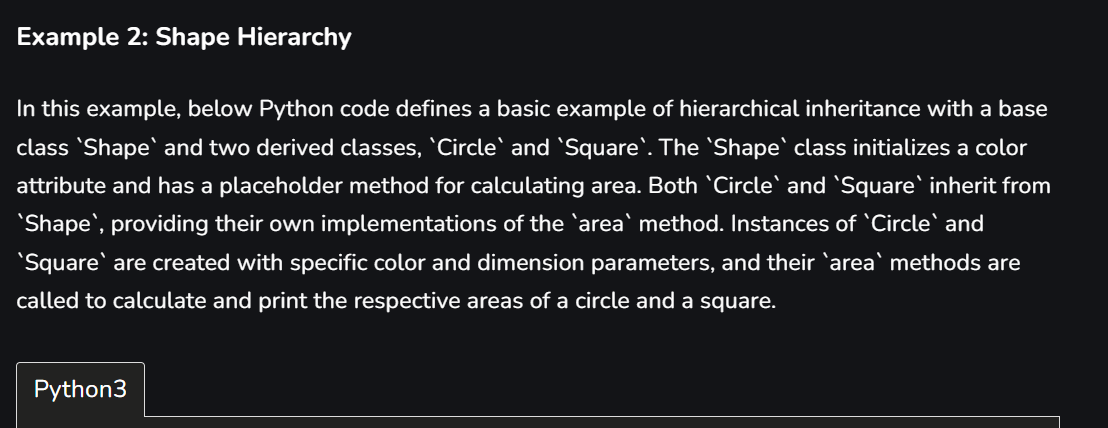 Example 2: Shape Hierarchy
In this example, below Python code defines a basic example of hierarchical inheritance with a base
class `Shape` and two derived classes, `Circle` and `Square`. The `Shape` class initializes a color
attribute and has a placeholder method for calculating area. Both `Circle` and `Square` inherit from
`Shape`, providing their own implementations of the `area` method. Instances of `Circle` and
`Square` are created with specific color and dimension parameters, and their `area` methods are
called to calculate and print the respective areas of a circle and a square.
Python3